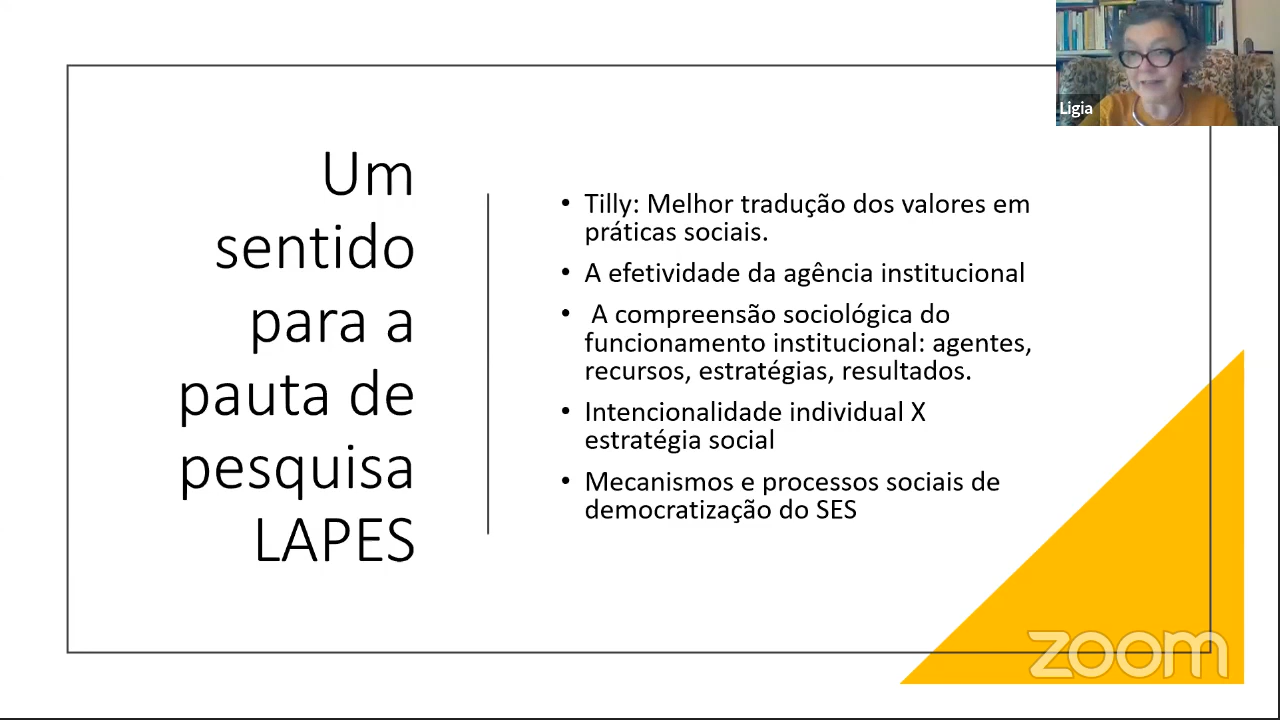 Ligia
Um
sentido
para a
pauta de
pesquisa
LAPES
• Tilly: Melhor tradução dos valores em
práticas sociais.
• A efetividade da agência institucional
• A compreensão sociológica do
funcionamento institucional: agentes,
recursos, estratégias, resultados.
• Intencionalidade individual X
estratégia social
• Mecanismos e processos sociais de
democratização do SES
zoom